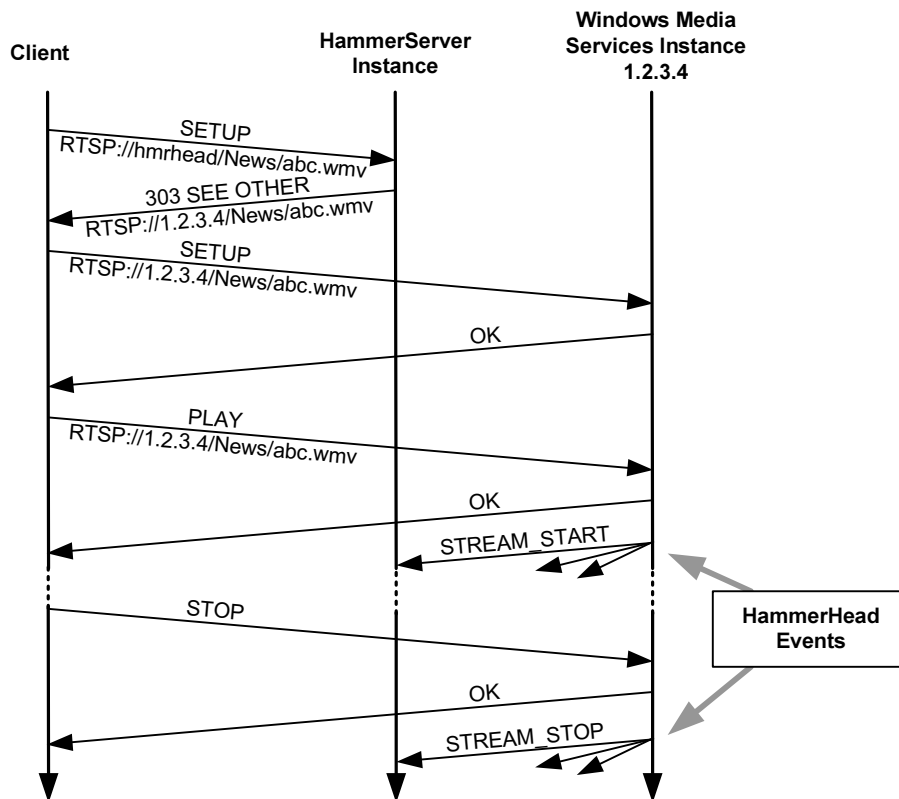 Client
HammerServer
Instance
Windows Media
Services Instance
1.2.3.4
SETUP
RTSP://hmrhead/News/abc.wmv
303 SEE OTHER
RTSP://1.2.3.4/News/abc.wmv
SETUP
RTSP://1.2.3.4/News/abc.wmv
OK
PLAY
RTSP://1.2.3.4/News/abc.wmv
OK
STREAM_START
STOP
HammerHead
Events
OK
STREAM_STOP